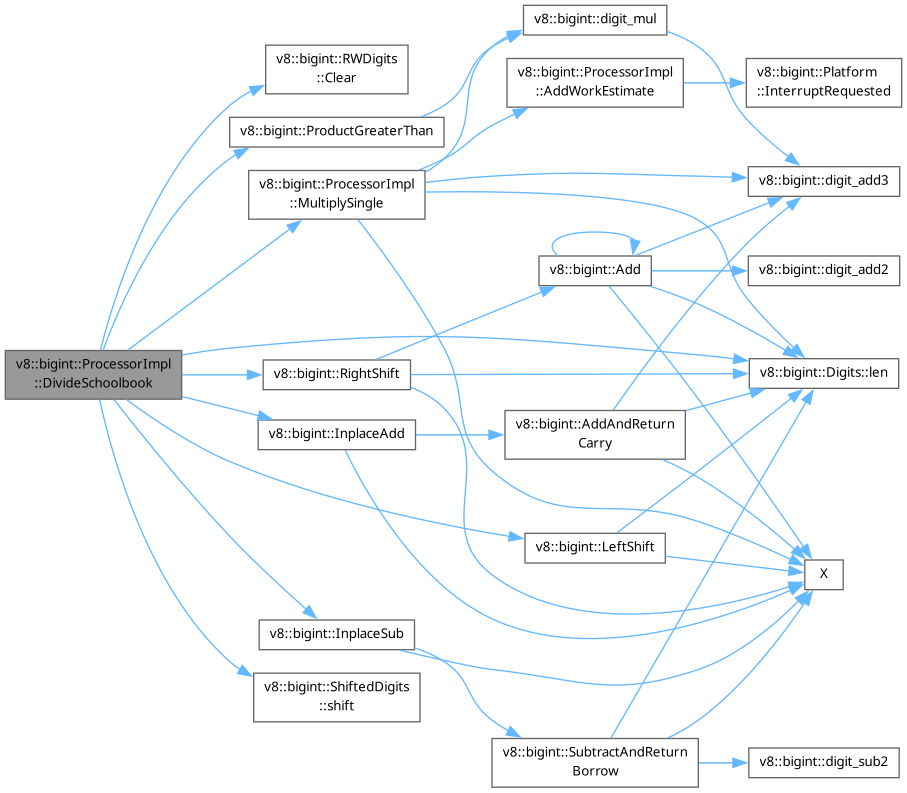 v8::bigint::ProcessorImpl
::DivideSchoolbook
v8::bigint::RWDigits
::Clear
v8::bigint::ProductGreaterThan
v8::bigint::ProcessorImpl
::MultiplySingle
v8::bigint::RightShift
v8::bigint::InplaceAdd
v8::bigint::InplaceSub
v8::bigint::ShiftedDigits
::shift
v8::bigint::digit_mul
v8::bigint::ProcessorImpl
::AddWorkEstimate
v8::bigint::Add
v8::bigint::AddAndReturn
Carry
v8::bigint::LeftShift
v8::bigint::SubtractAndReturn
Borrow
v8::bigint::Platform
::InterruptRequested
v8::bigint::digit_add3
v8::bigint::digit_add2
v8::bigint::Digits::len
X
v8::bigint::digit_sub2